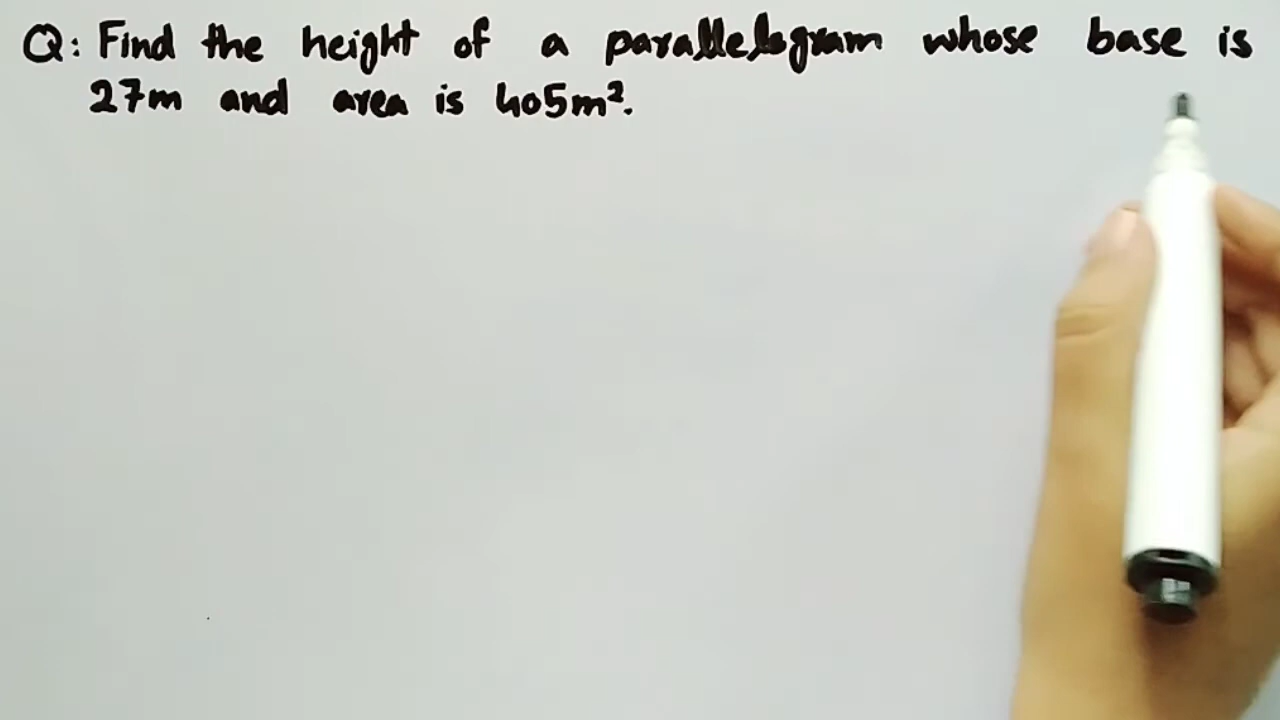 Q: Find the height of a parallelogram whose base is
27m and area is 405m².